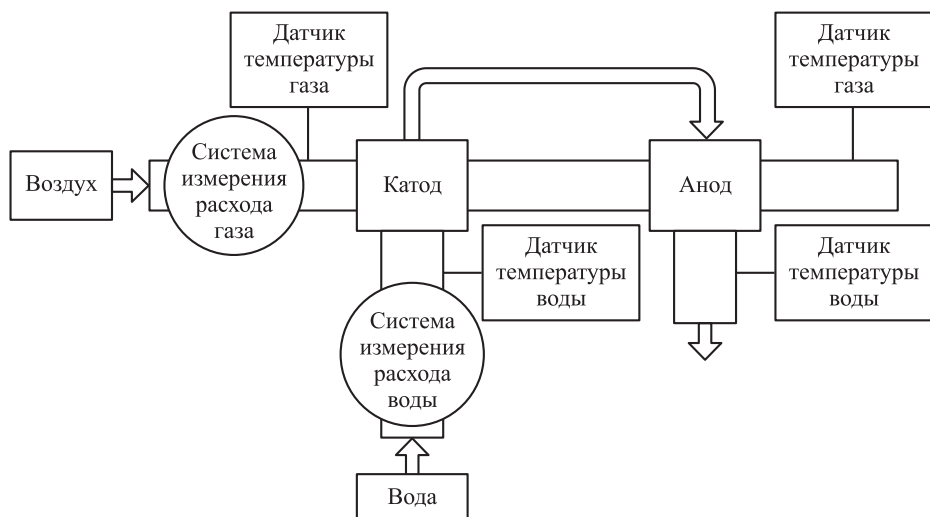 Датчик
температуры
газа
Датчик
температуры
газа
Воздух
Система
измерения
расхода
газа
Катод
Анод
Датчик
температуры
воды
Датчик
температуры
воды
Система
измерения
расхода
воды
Вода